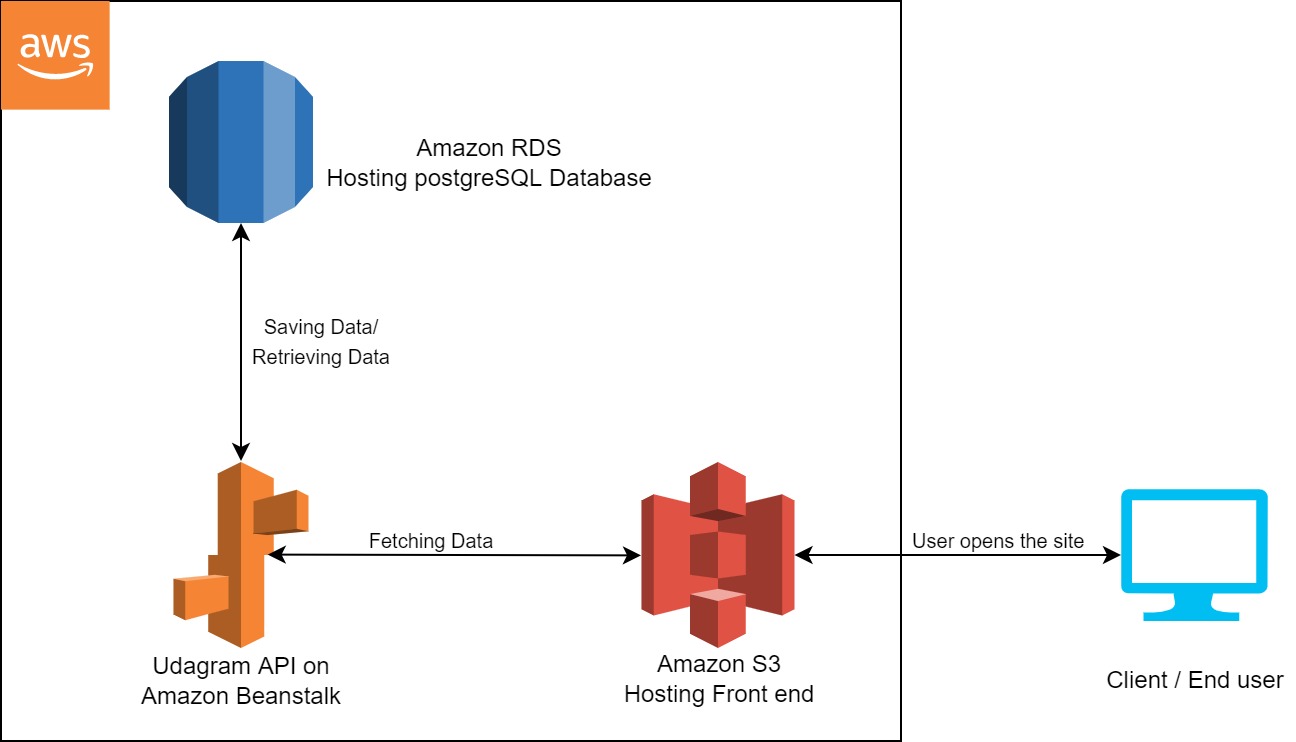 aws
Amazon RDS
Hosting postgreSQL Database
Saving Data/
Retrieving Data
Fetching Data
User opens the site
Udagram API on
Amazon Beanstalk
Amazon S3
Hosting Front end
Client / End user